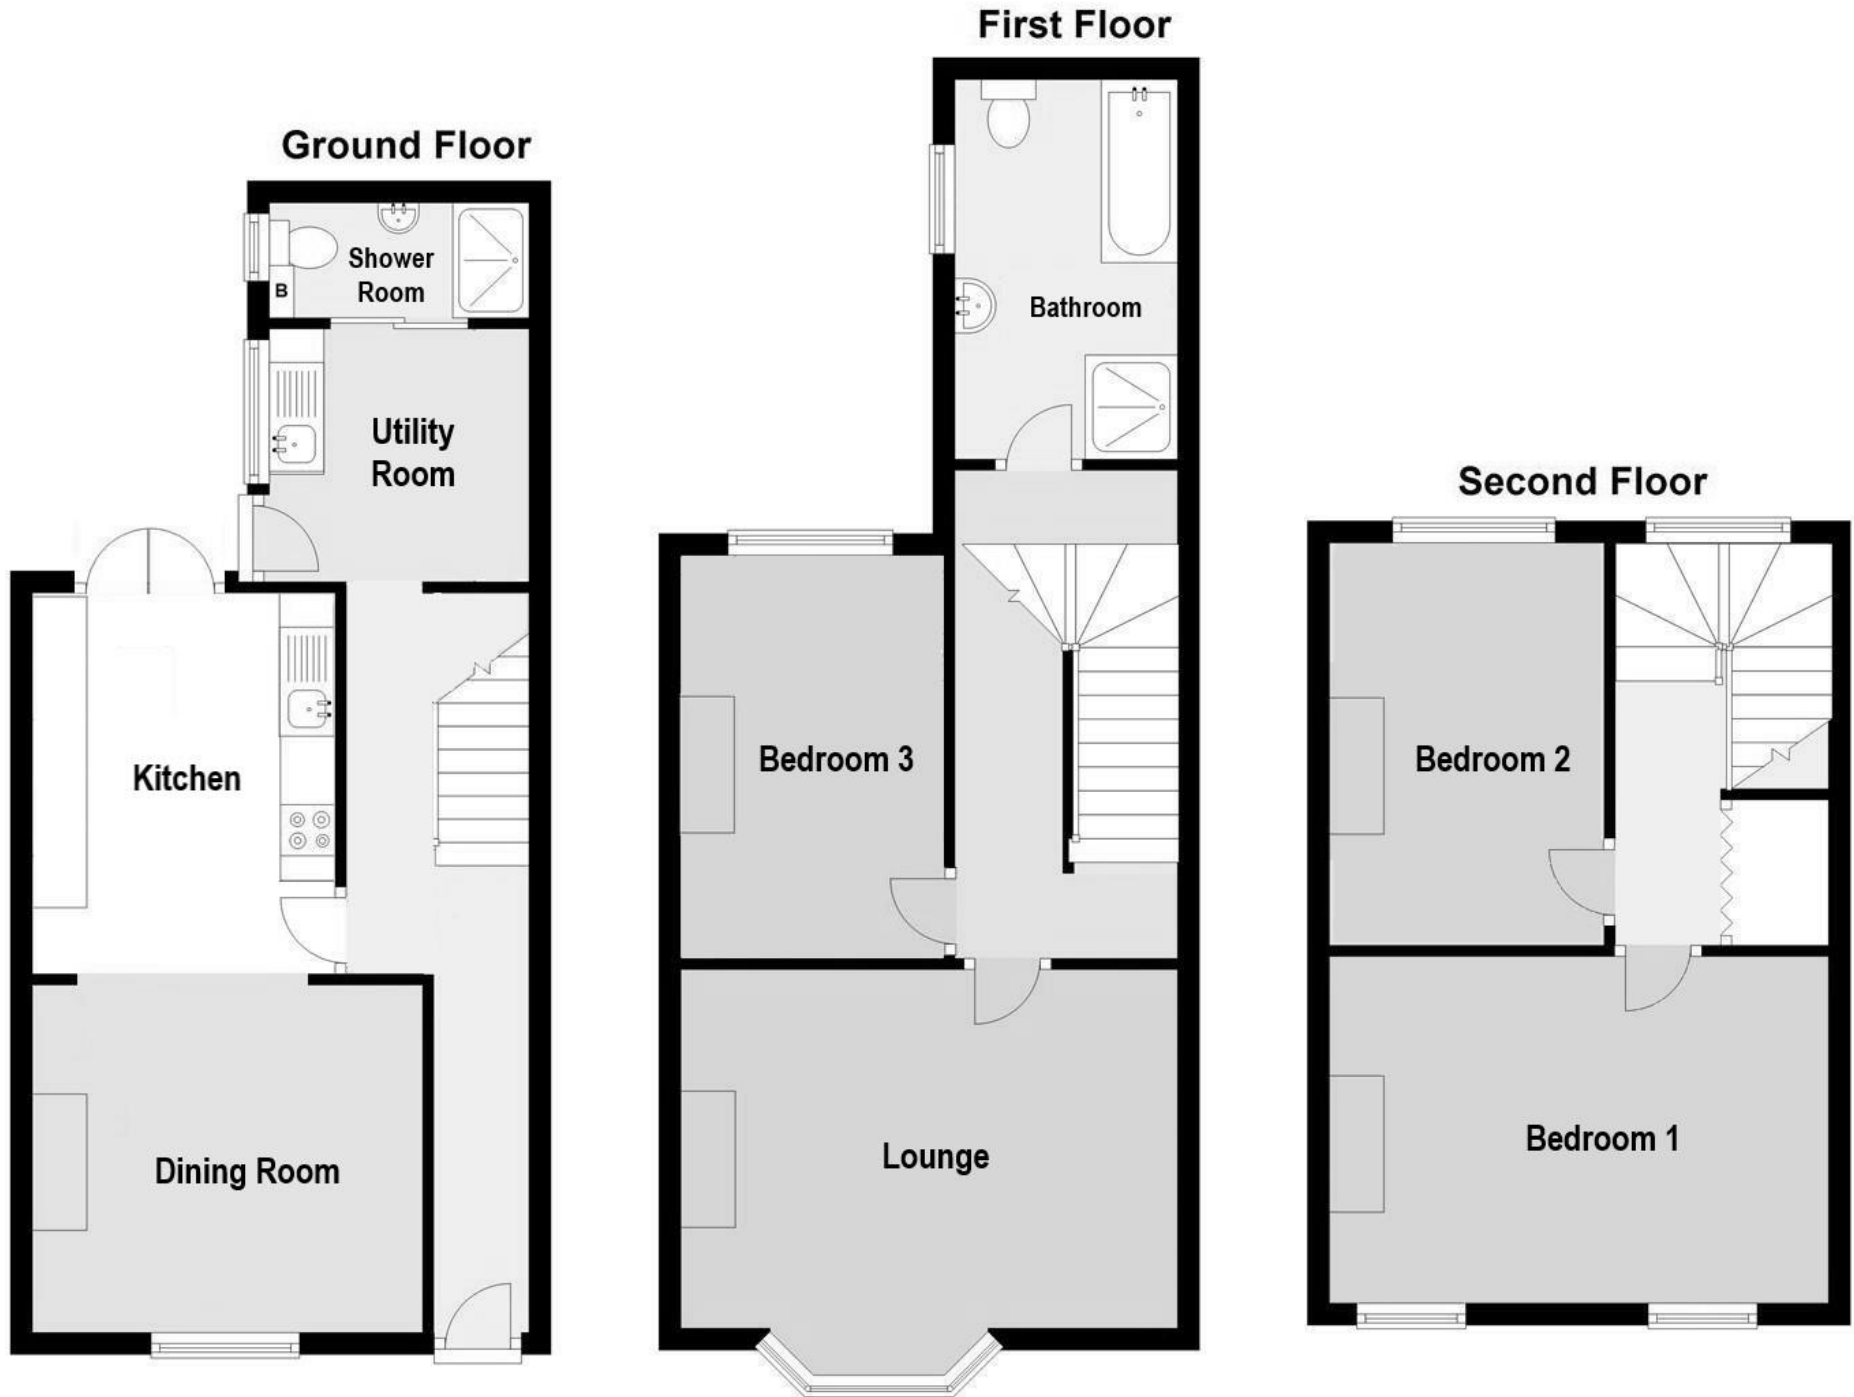 Ground Floor
Shower
Room
B
Utility
Room
Kitchen
Dining Room
First Floor
Bathroom
Bedroom 3
Lounge
Second Floor
Bedroom 2
Bedroom 1